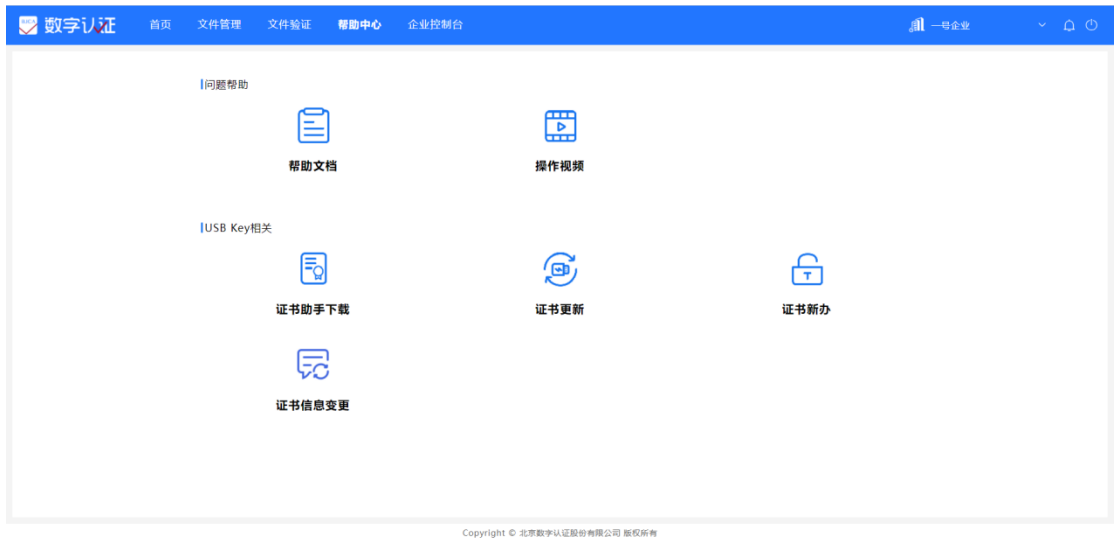 BJCA 数字认证 首页 文件管理 文件验证 帮助中心 企业控制台 一号企业
问题帮助
帮助文档 操作视频
USB Key相关
证书助手下载 证书更新 证书新办
证书信息变更
Copyright © 北京数字认证股份有限公司 版权所有